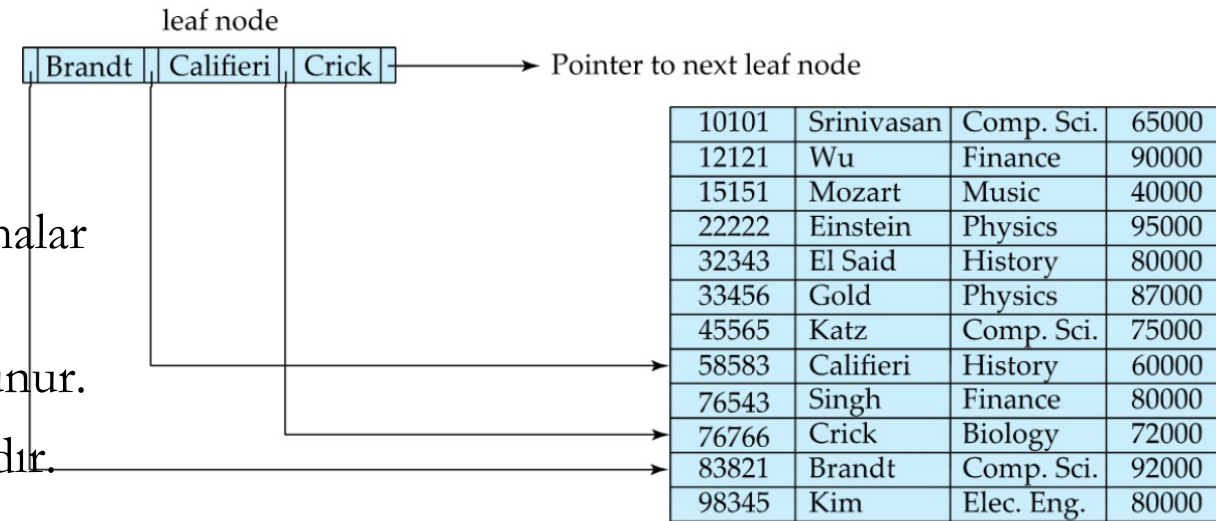 leaf node
Brandt Califieri Crick
Pointer to next leaf node
10101 Srinivasan Comp. Sci. 65000
12121 Wu Finance 90000
15151 Mozart Music 40000
22222 Einstein Physics 95000
32343 El Said History 80000
33456 Gold Physics 87000
45565 Katz Comp. Sci. 75000
58583 Califieri History 60000
76543 Singh Finance 80000
76766 Crick Biology 72000
83821 Brandt Comp. Sci. 92000
98345 Kim Elec. Eng. 80000